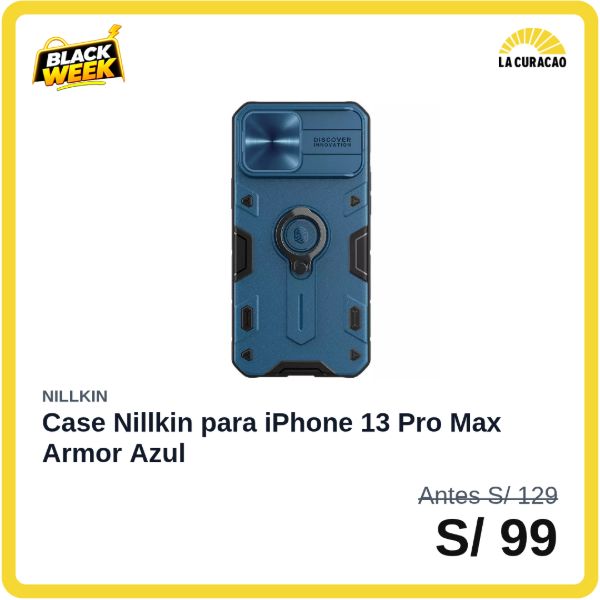 BLACK
WEEK
LA CURACAO
DISCOVER
INNOVATION
NILLKIN
Case Nillkin para iPhone 13 Pro Max
Armor Azul
Antes S/ 129
S/ 99